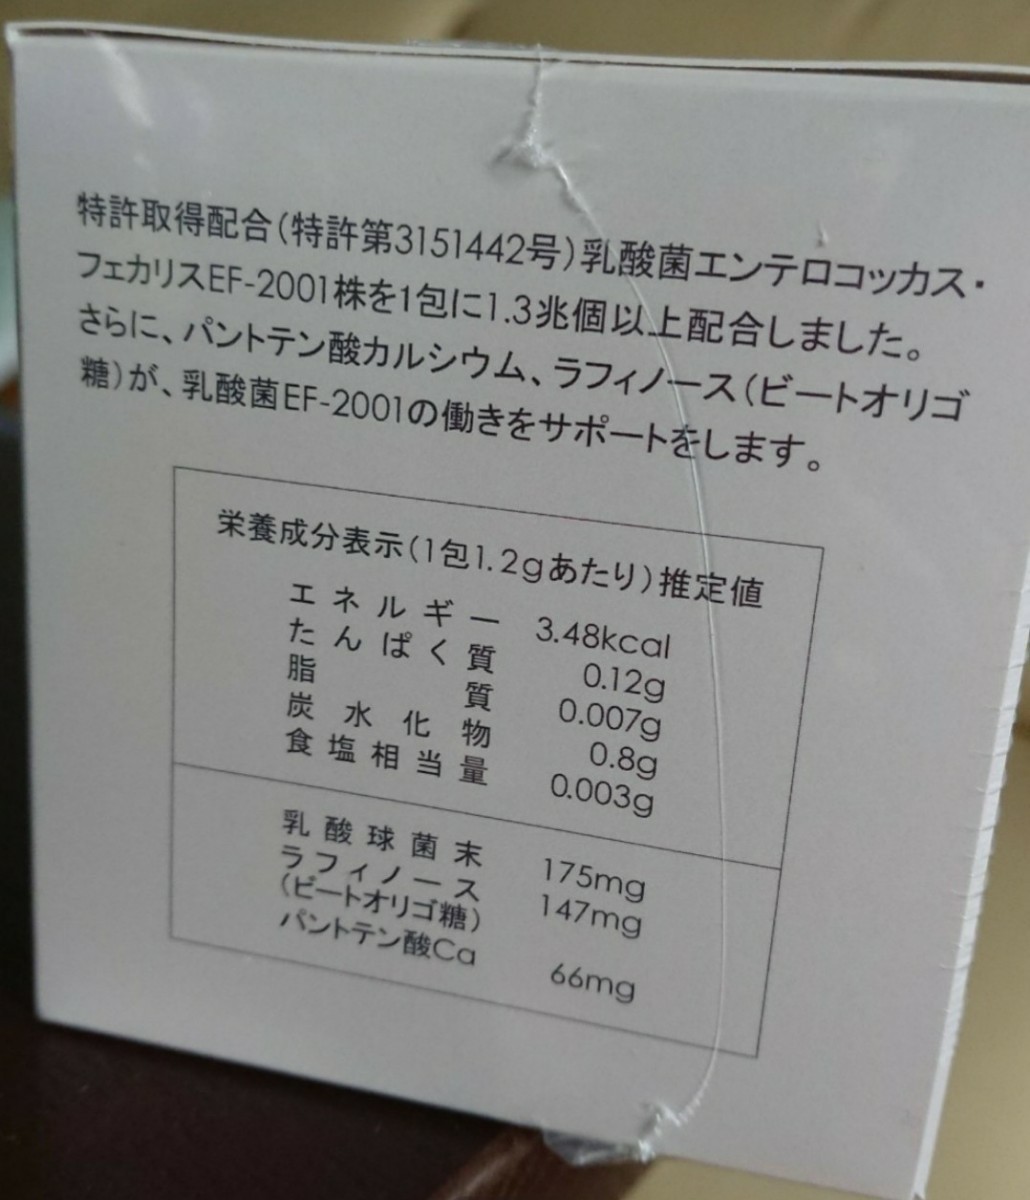 特許取得配合(特許第3151442号)乳酸菌エンテロコッカス・
フェカリスEF-2001株を1包に1.3兆個以上配合しました。
さらに、パントテン酸カルシウム、ラフィノース(ビートオリゴ
糖)が、乳酸菌EF-2001の働きをサポートをします。
栄養成分表示(1包1.2gあたり)推定値
エネルギー 3.48kcal
たんぱく質 0.12g
脂質 0.007g
炭水化物 0.8g
食塩相当量 0.003g
乳酸球菌末 175mg
ラフィノース 147mg
(ビートオリゴ糖)
パントテン酸Ca 66mg